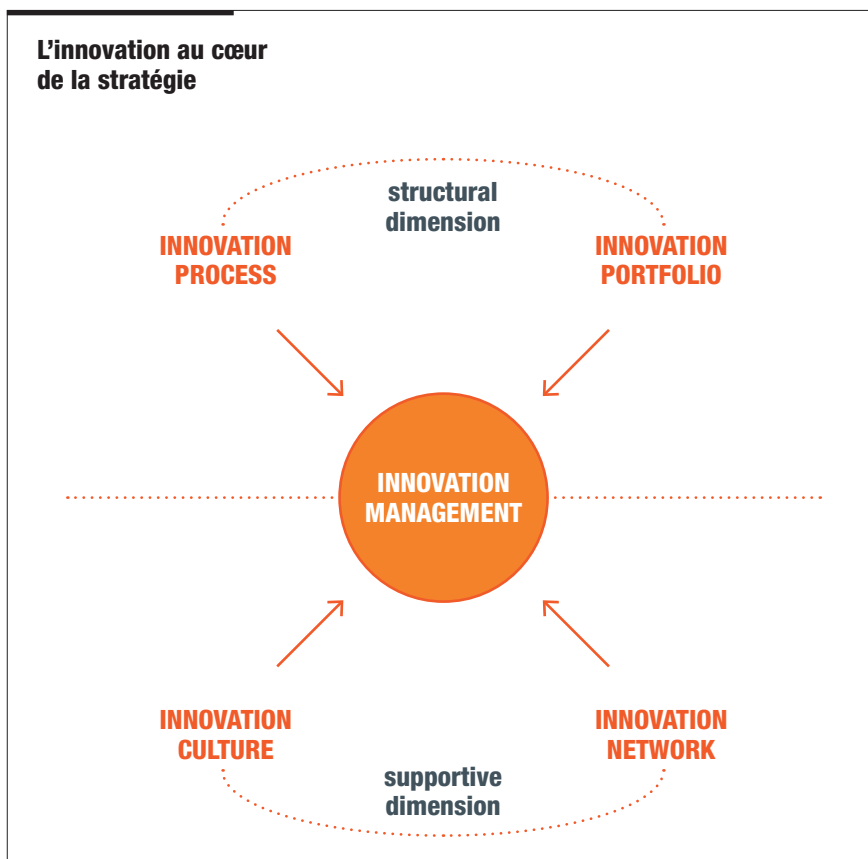 L’innovation au cœur
de la stratégie
structural
dimension
INNOVATION
PROCESS
INNOVATION
PORTFOLIO
INNOVATION
MANAGEMENT
INNOVATION
CULTURE
INNOVATION
NETWORK
supportive
dimension